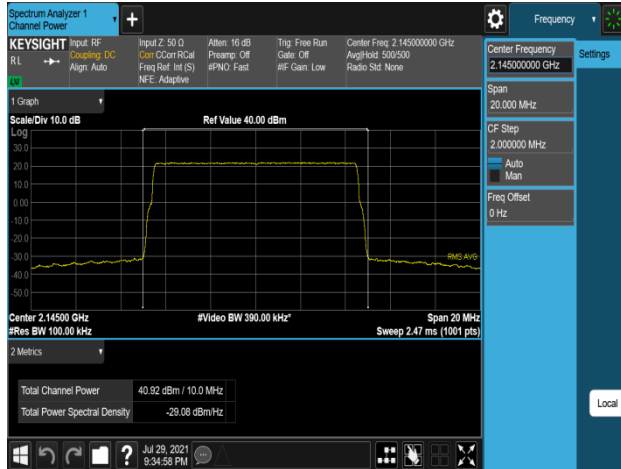 Spectrum Analyzer 1
Channel Power
Frequency
KEYSIGHT
RL
Input: RF
Coupling: DC
Align: Auto
Input Z: 50 Ω
Corr CCorr RCal
Freq Ref: Int (S)
NFE: Adaptive
Atten: 16 dB
Preamp: Off
#PNO: Fast
Trig: Free Run
Gate: Off
#IF Gain: Low
Center Freq: 2.145000000 GHz
Avg|Hold: 500/500
Radio Std: None
1 Graph
Scale/Div 10.0 dB
Ref Value 40.00 dBm
Log
30.0
20.0
10.0
0.00
-10.0
-20.0
-30.0
-40.0
-50.0
RMS AVG
Center 2.14500 GHz
#Video BW 390.00 kHz*
Span 20 MHz
#Res BW 100.00 kHz
Sweep 2.47 ms (1001 pts)
2 Metrics
Total Channel Power 40.92 dBm / 10.0 MHz
Total Power Spectral Density -29.08 dBm/Hz
Center Frequency
2.145000000 GHz
Settings
Span
20.000 MHz
CF Step
2.000000 MHz
Auto
Man
Freq Offset
0 Hz
Local
?
Jul 29, 2021
9:34:58 PM